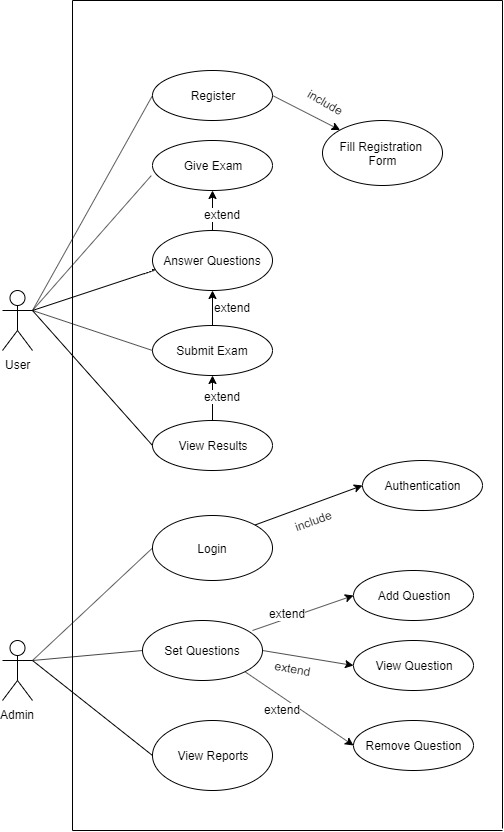 Register
include
Fill Registration
Form
Give Exam
extend
Answer Questions
extend
User
Submit Exam
extend
View Results
Authentication
include
Login
Add Question
extend
Set Questions
View Question
extend
Admin
extend
Remove Question
View Reports